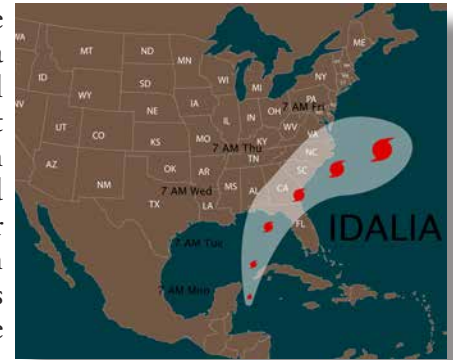 WA
MT
ND
MN
ME
ID
SD
WI
MI
NY
WY
IA
PA
NV
NE
IL
IN
OH
7 AM Fri
UT
CO
KS
MO
WV
VA
KY
7 AM Thu
NC
AZ
NM
OK
AR
TN
SC
7 AM Wed
MS
AL
GA
TX
LA
FL
IDALIA
7 AM Tue
7 AM Mon